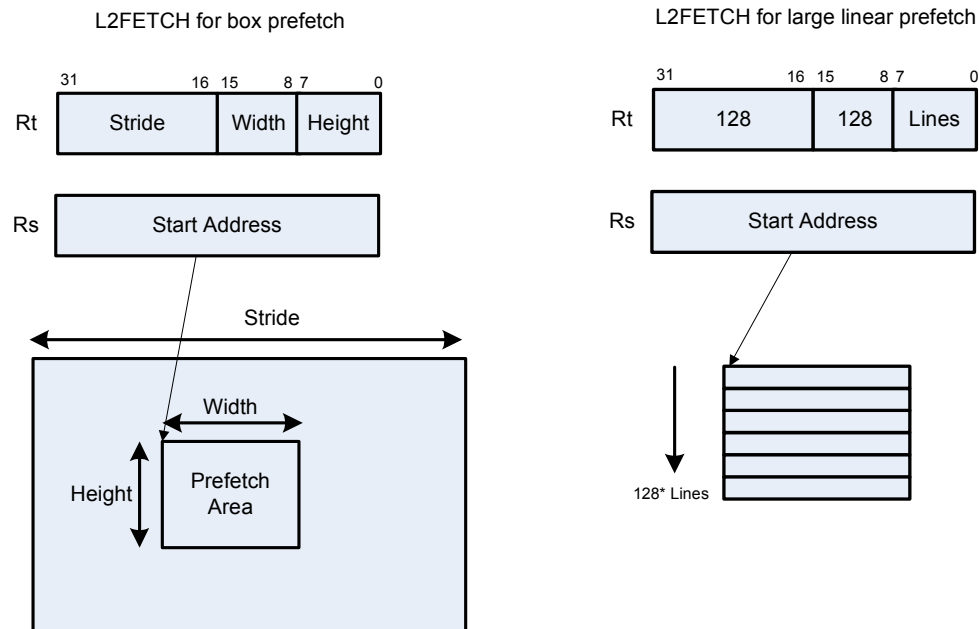 L2FETCH for box prefetch
31 16 15 8 7 0
Rt Stride Width Height
Rs Start Address
Stride
Width
Height
Prefetch
Area
L2FETCH for large linear prefetch
31 16 15 8 7 0
Rt 128 128 Lines
Rs Start Address
128* Lines